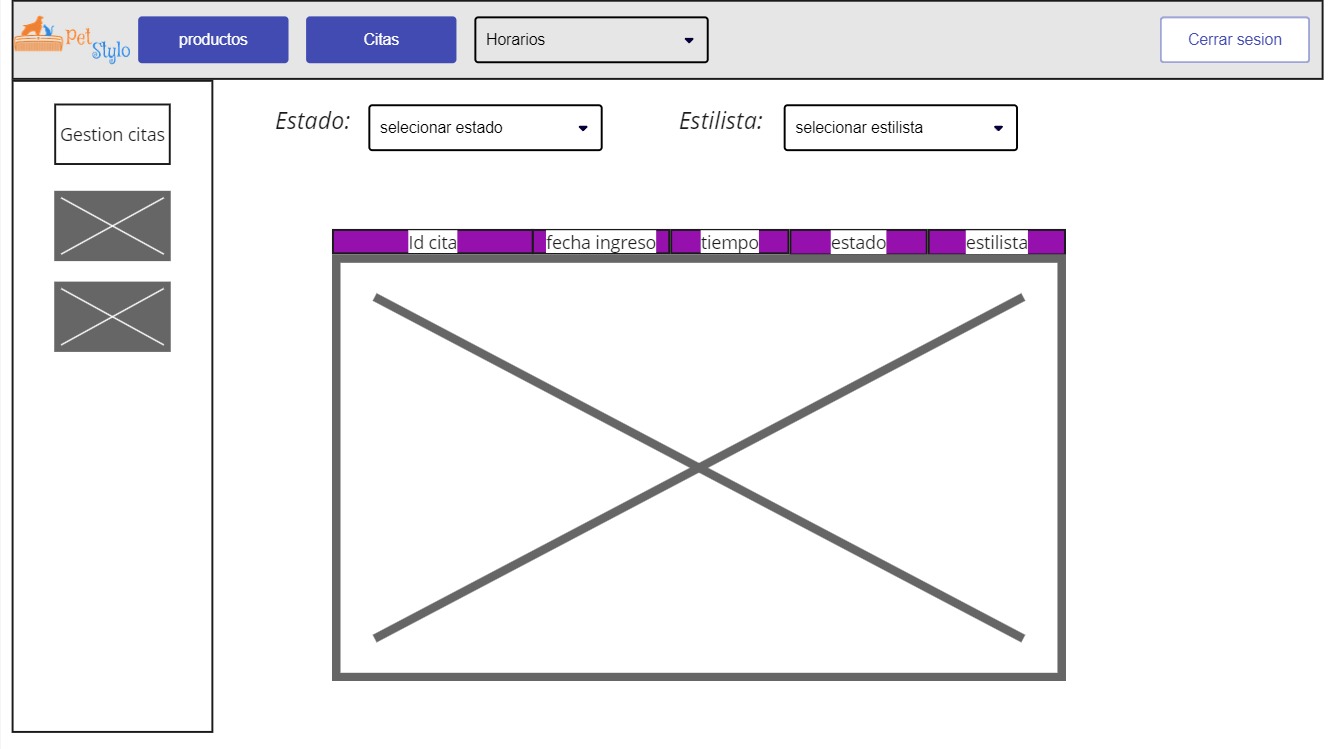 pet
Stylo
productos
Citas
Horarios
Cerrar sesion
Gestion citas
Estado:
selecionar estado
Estilista:
selecionar estilista
Id cita
fecha ingreso
tiempo
estado
estilista